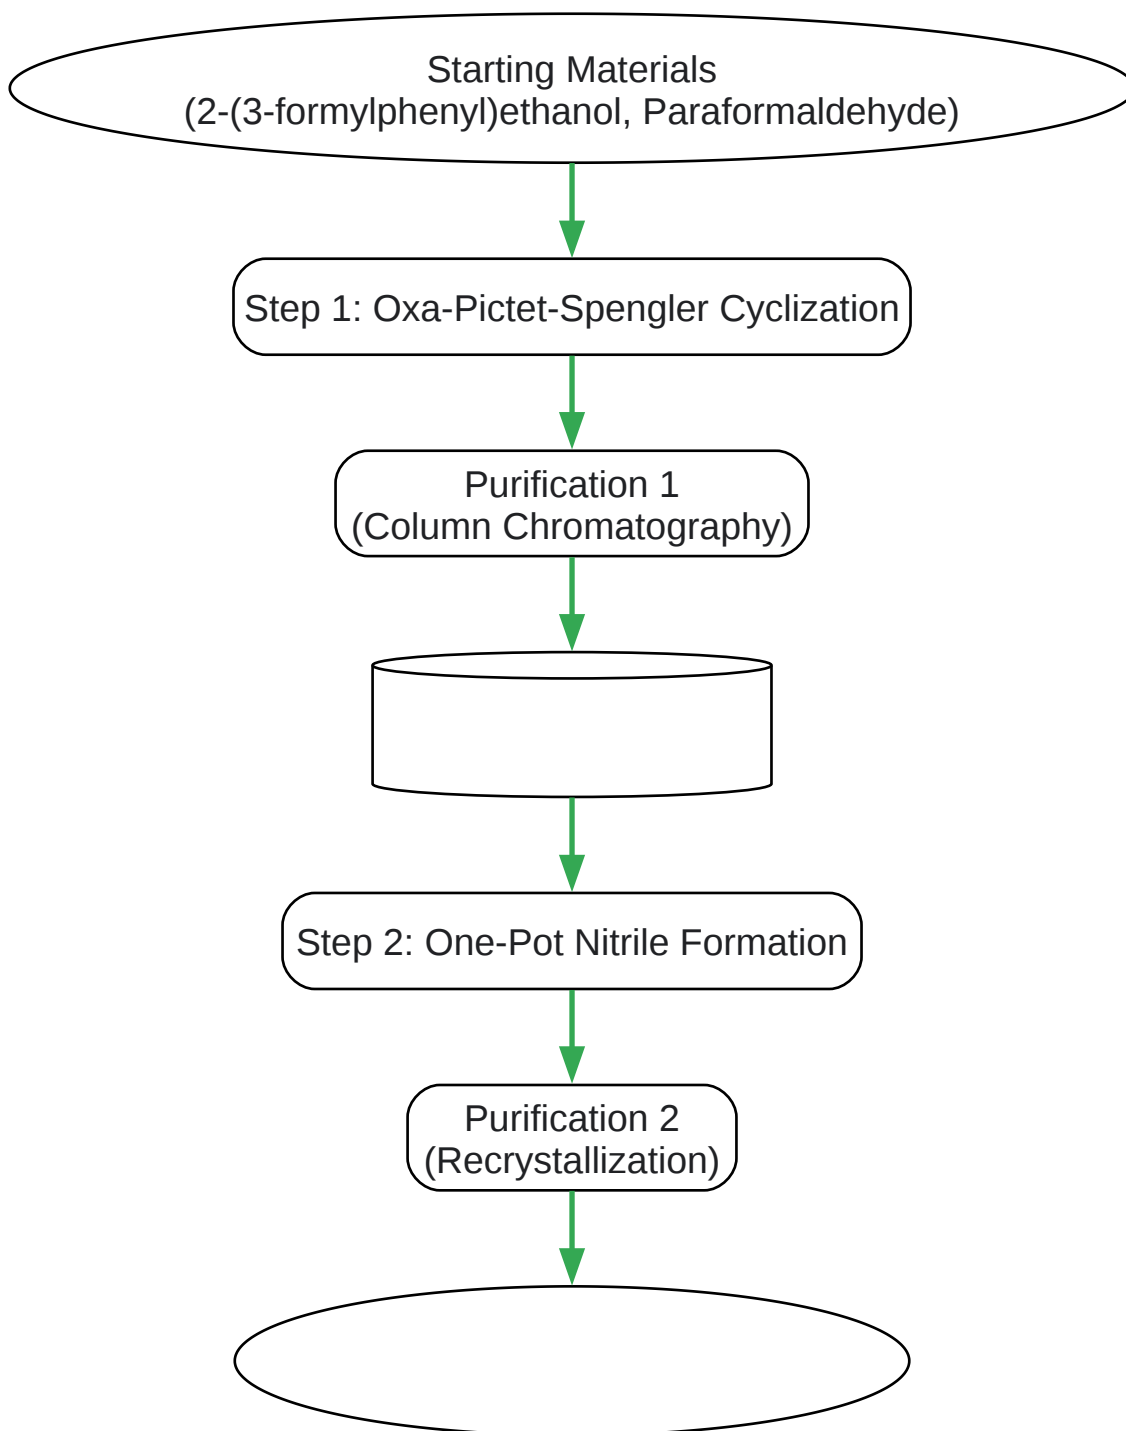 Starting Materials
(2-(3-formylphenyl)ethanol, Paraformaldehyde)
Step 1: Oxa-Pictet-Spengler Cyclization
Purification 1
(Column Chromatography)
Step 2: One-Pot Nitrile Formation
Purification 2
(Recrystallization)